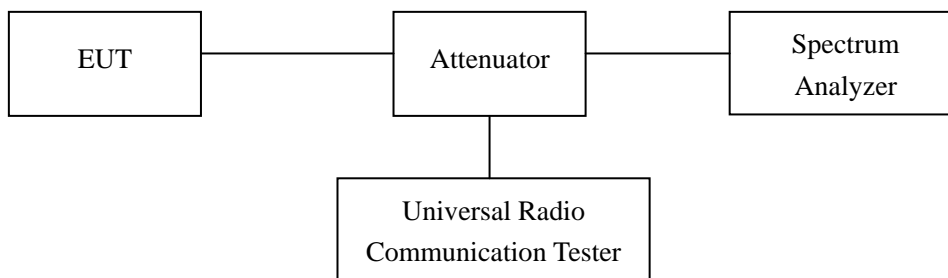 EUT
Attenuator
Spectrum
Analyzer
Universal Radio
Communication Tester